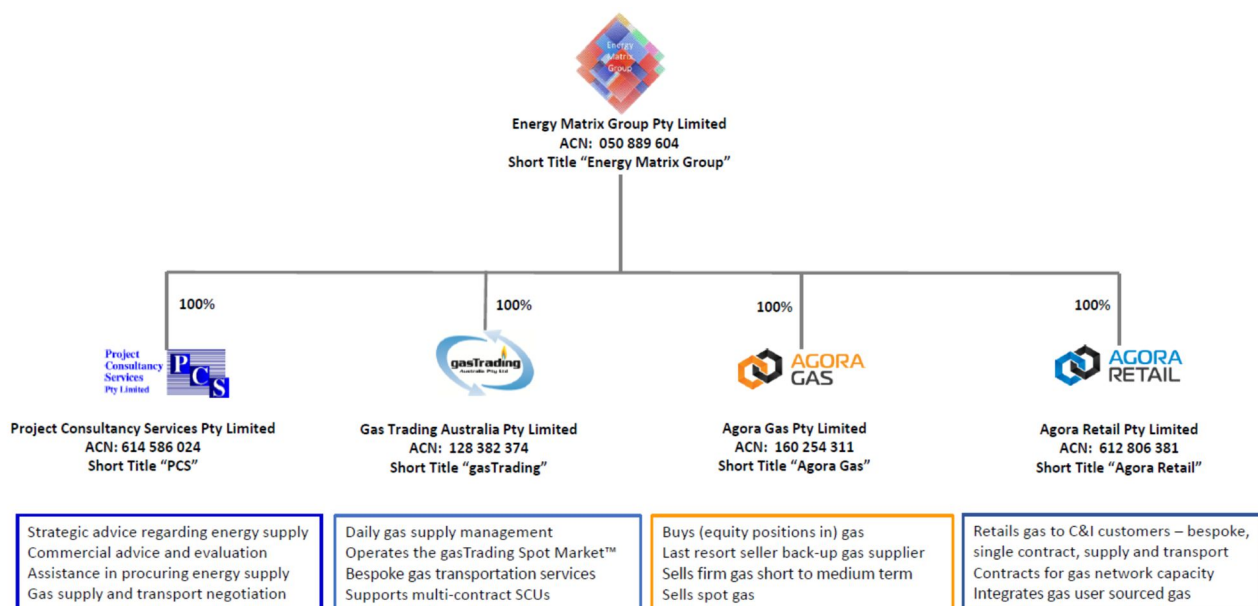 Energy
Matrix
Group
Energy Matrix Group Pty Limited
ACN: 050 889 604
Short Title “Energy Matrix Group”
100%
100%
100%
100%
Project
Consultancy
Services
Pty Limited
P
C
S
gasTrading
Australia Pty Ltd
AGORA
GAS
AGORA
RETAIL
Project Consultancy Services Pty Limited
ACN: 614 586 024
Short Title “PCS”
Gas Trading Australia Pty Limited
ACN: 128 382 374
Short Title “gasTrading”
Agora Gas Pty Limited
ACN: 160 254 311
Short Title “Agora Gas”
Agora Retail Pty Limited
ACN: 612 806 381
Short Title “Agora Retail”
Strategic advice regarding energy supply
Commercial advice and evaluation
Assistance in procuring energy supply
Gas supply and transport negotiation
Daily gas supply management
Operates the gasTrading Spot Market™
Bespoke gas transportation services
Supports multi-contract SCUs
Buys (equity positions in) gas
Last resort seller back-up gas supplier
Sells firm gas short to medium term
Sells spot gas
Retails gas to C&I customers – bespoke,
single contract, supply and transport
Contracts for gas network capacity
Integrates gas user sourced gas